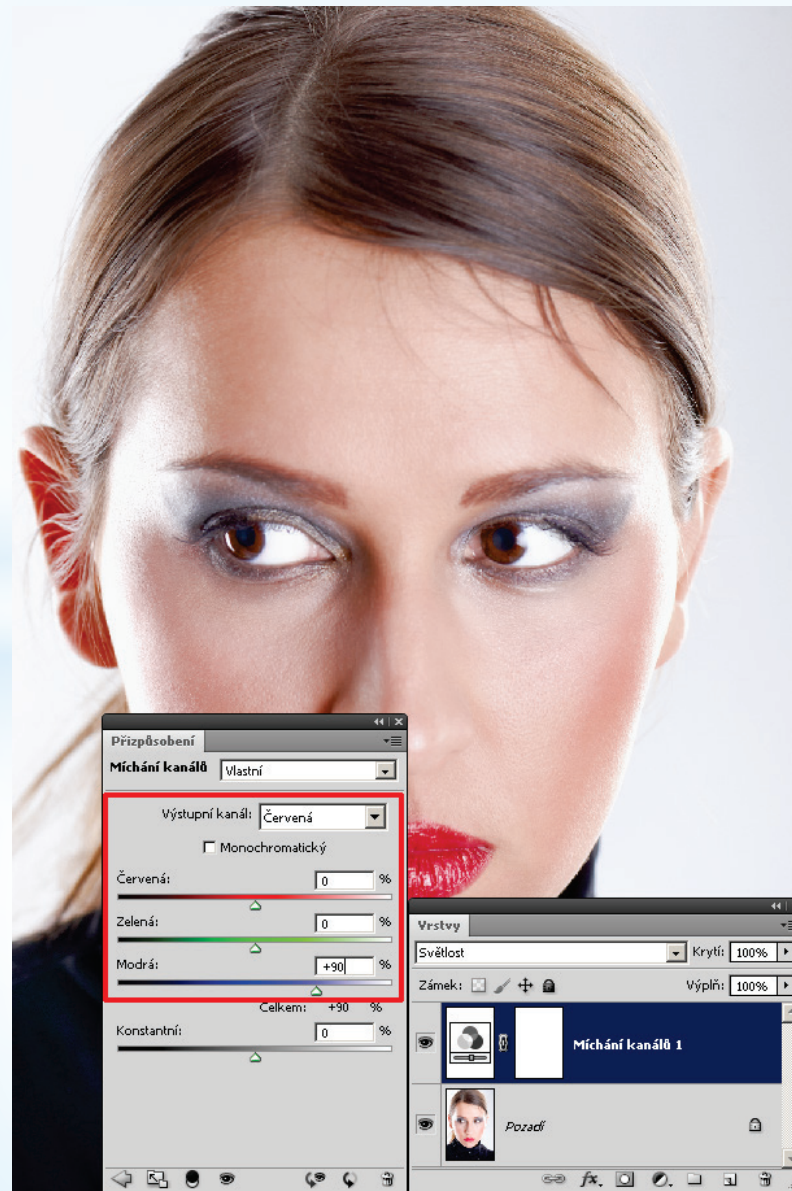 Přizpůsobení
Míchání kanálů Vlastní
Výstupní kanál: Červená
Monochromatický
Červená: 0 %
Zelená: 0 %
Modrá: +90 %
Celkem: +90 %
Konstantní: 0 %
Vrstvy
Světlost Krytí: 100%
Zámek: Výplň: 100%
Míchání kanálů 1
Pozadí
fx.